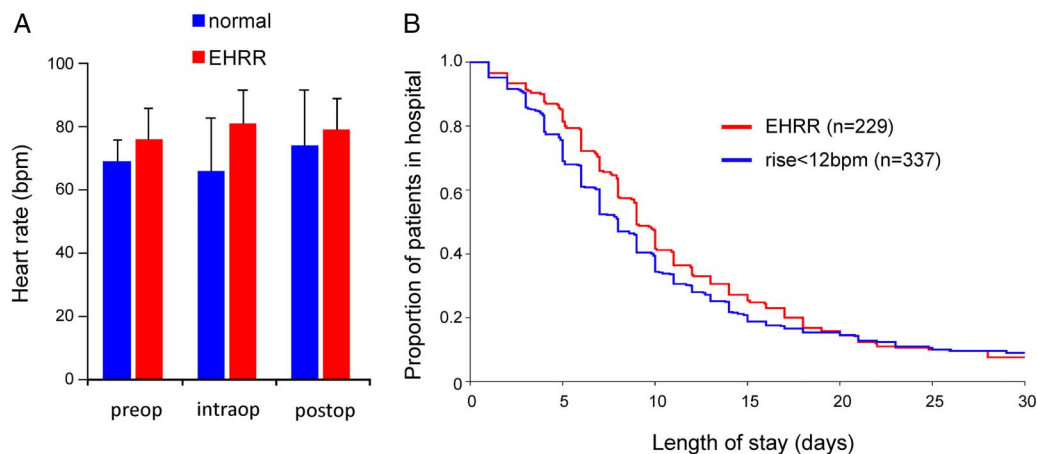 A
normal
EHRR
Heart rate (bpm)
100
80
60
40
20
0
preop intraop postop
B
Proportion of patients in hospital
1.0
0.8
0.6
0.4
0.2
0
EHRR (n=229)
rise<12bpm (n=337)
0 5 10 15 20 25 30
Length of stay (days)